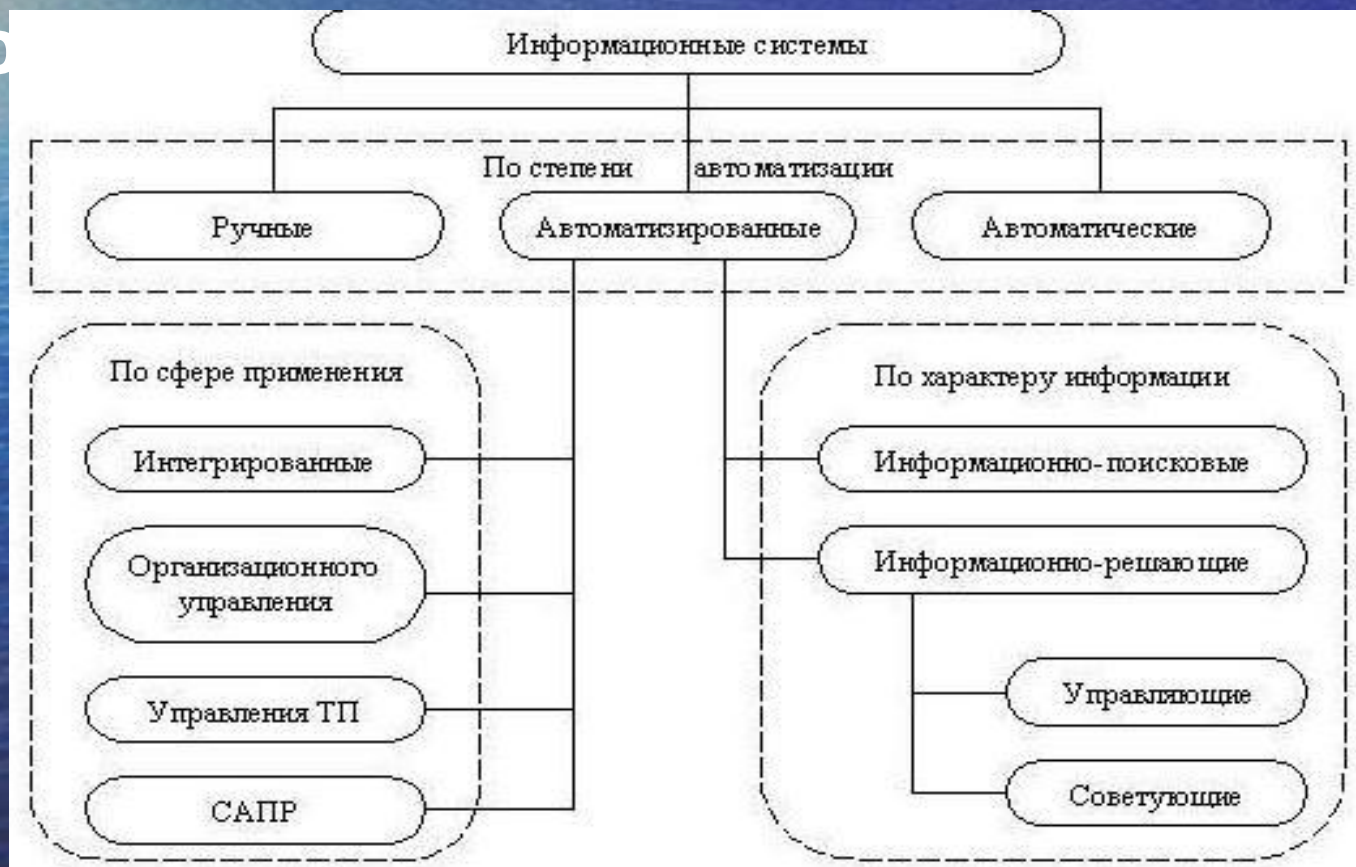 Информационные системы
По степени автоматизации
Ручные
Автоматизированные
Автоматические
По сфере применения
Интегрированные
Организационного
управления
Управления ТП
САПР
По характеру информации
Информационно-поисковые
Информационно-решающие
Управляющие
Советующие